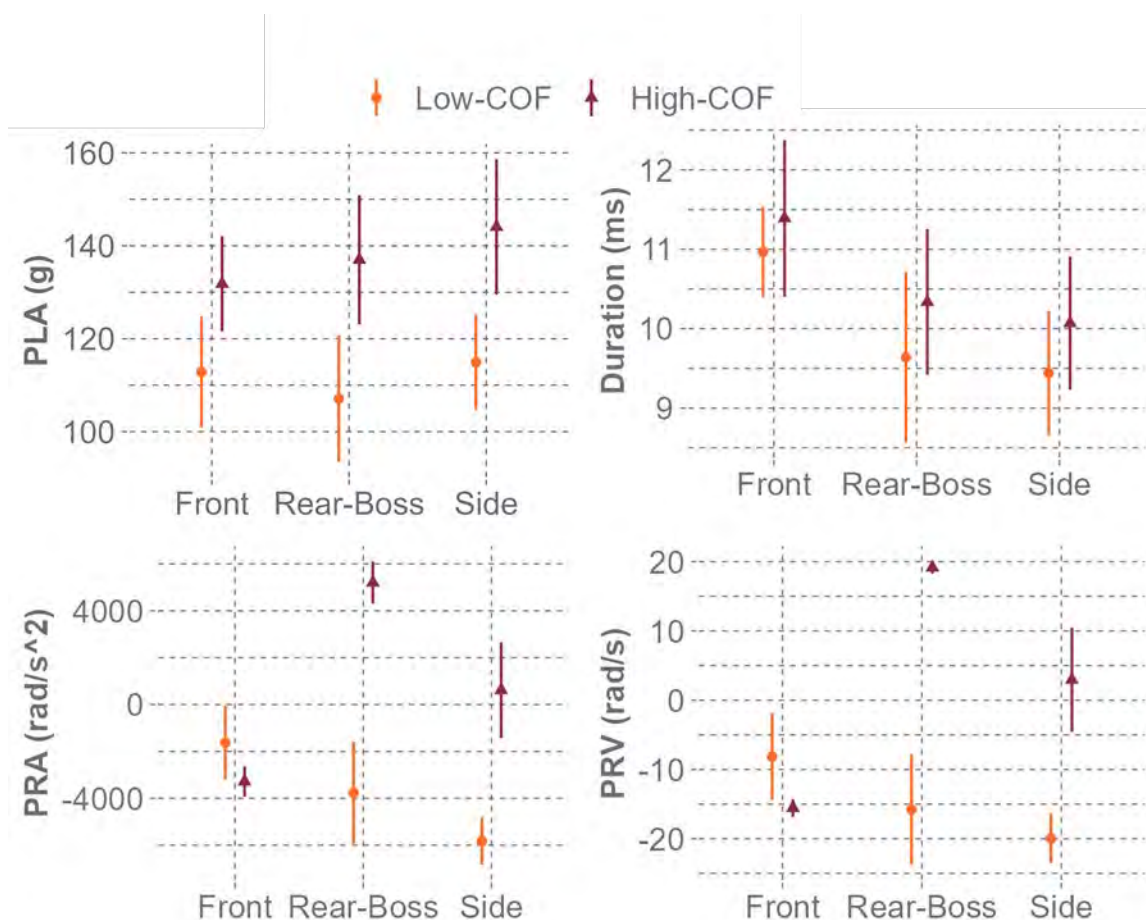 Low-COF High-COF
PLA (g)
160
140
120
100
Front Rear-Boss Side
Duration (ms)
12
11
10
9
Front Rear-Boss Side
PRA (rad/s^2)
4000
0
-4000
Front Rear-Boss Side
PRV (rad/s)
20
10
0
-10
-20
Front Rear-Boss Side